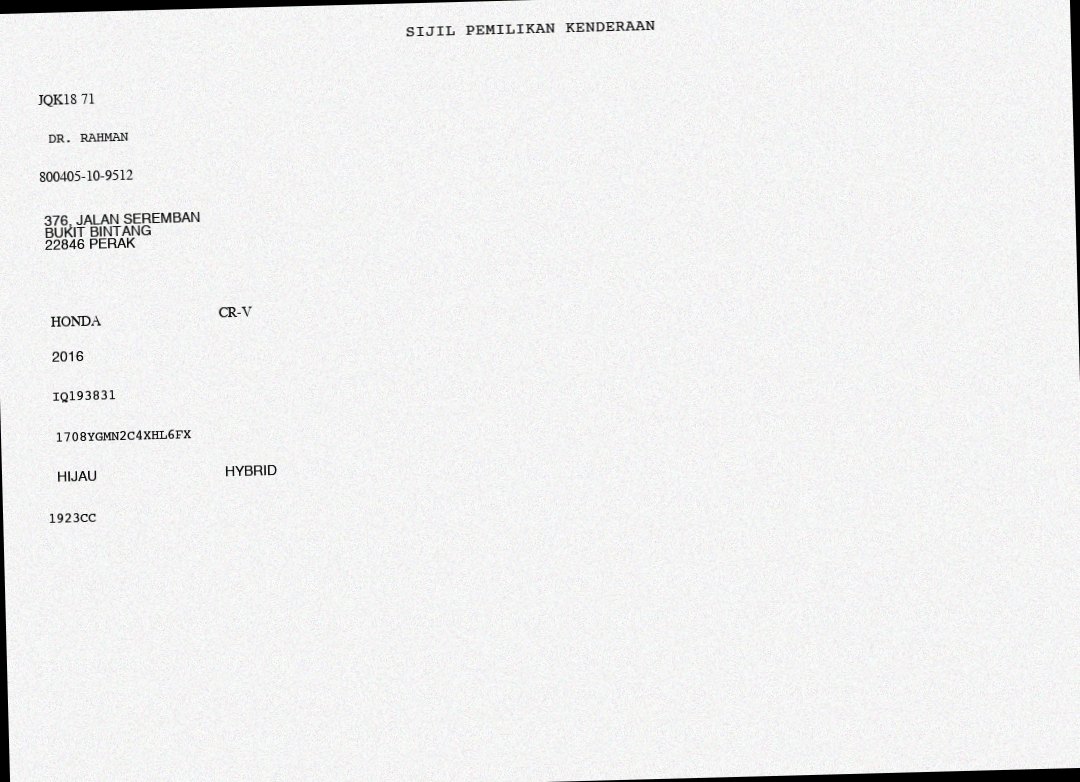 SIJIL PEMILIKAN KENDERAAN
JQK18 71
DR. RAHMAN
800405-10-9512
376, JALAN SEREMBAN
BUKIT BINTANG
22846 PERAK
HONDA CR-V
2016
IQ193831
1708YGMN2C4XHL6FX
HIJAU HYBRID
1923CC